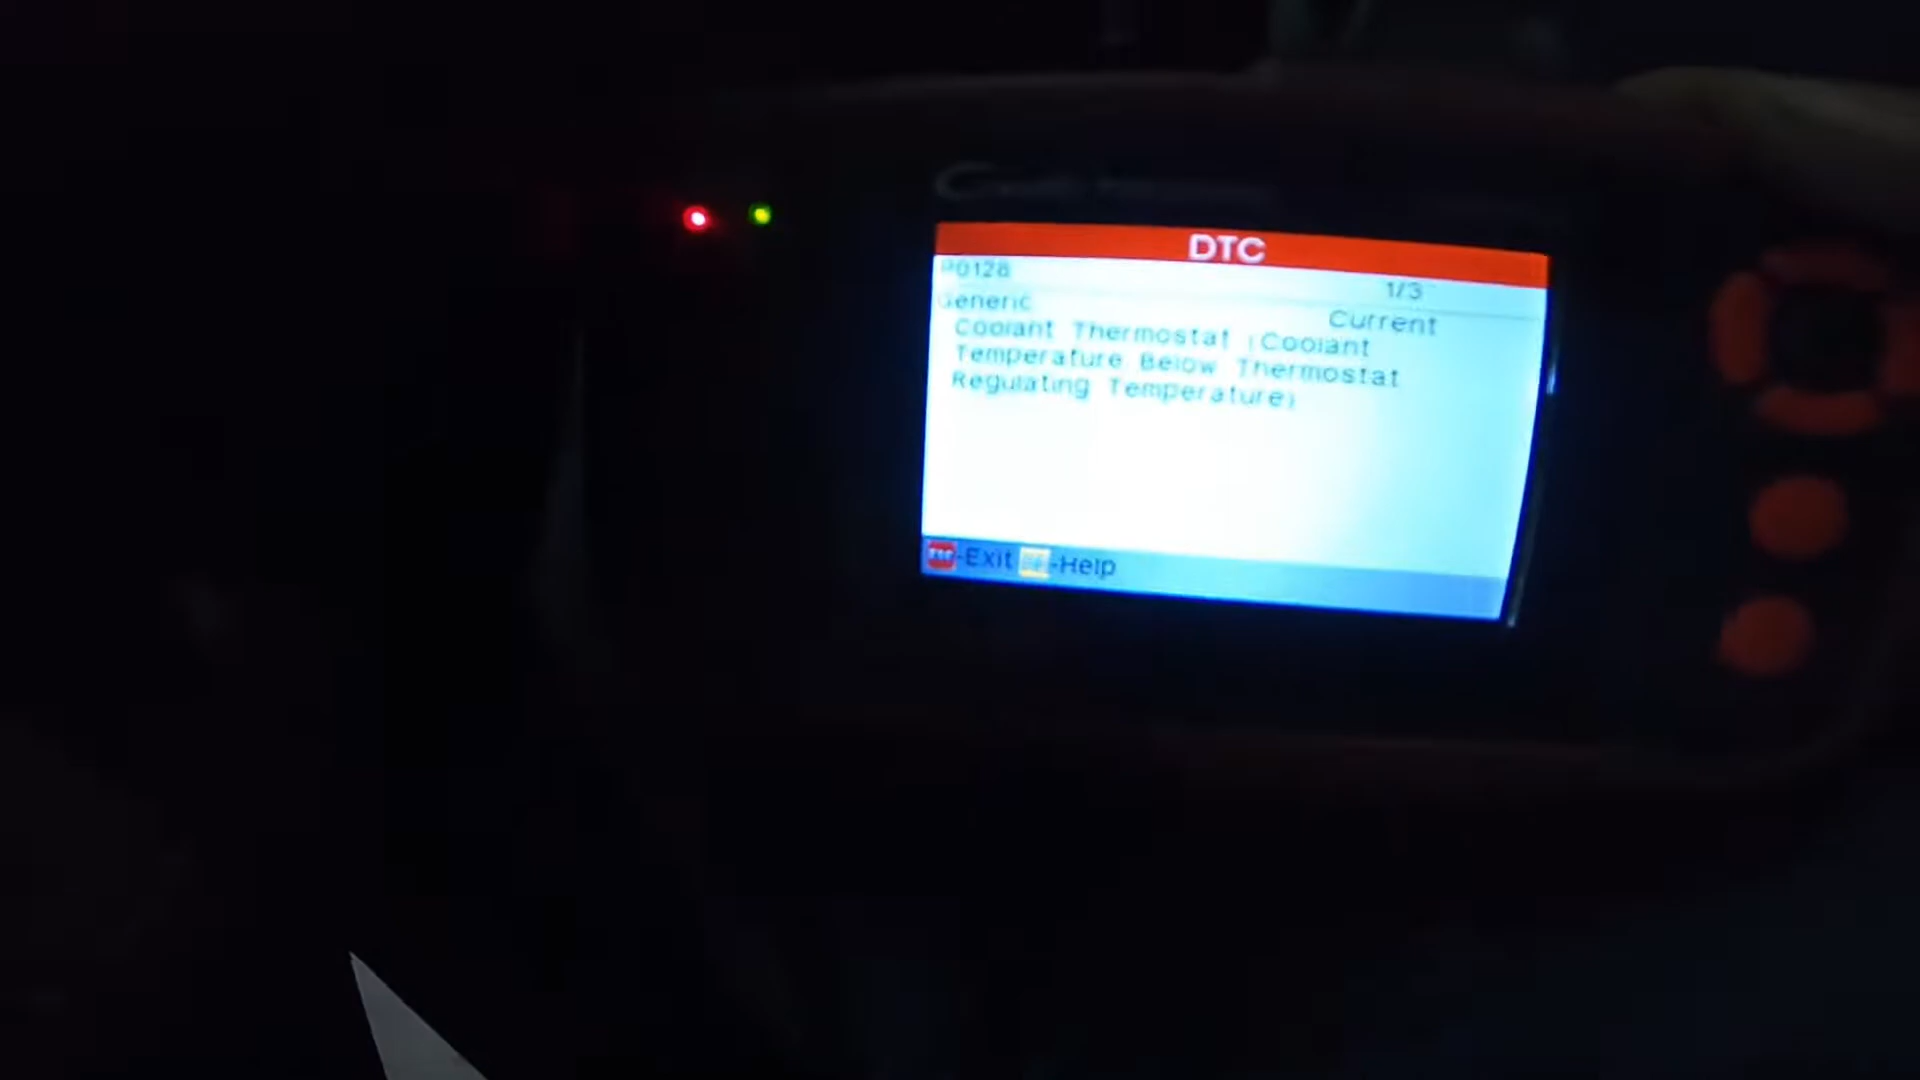 DTC
P0128 1/3
Generic Current
Coolant Thermostat (Coolant
Temperature Below Thermostat
Regulating Temperature)
-Exit -Help